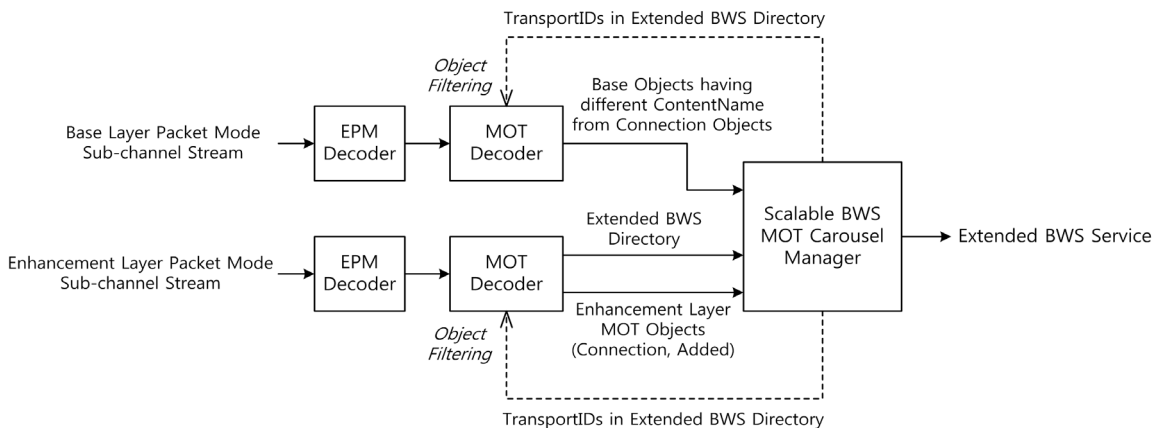 TransportIDs in Extended BWS Directory
Object
Filtering
Base Objects having
different ContentName
from Connection Objects
Base Layer Packet Mode
Sub-channel Stream
EPM
Decoder
MOT
Decoder
Extended BWS
Directory
Scalable BWS
MOT Carousel
Manager
Extended BWS Service
Enhancement Layer Packet Mode
Sub-channel Stream
EPM
Decoder
MOT
Decoder
Enhancement Layer
MOT Objects
(Connection, Added)
Object
Filtering
TransportIDs in Extended BWS Directory